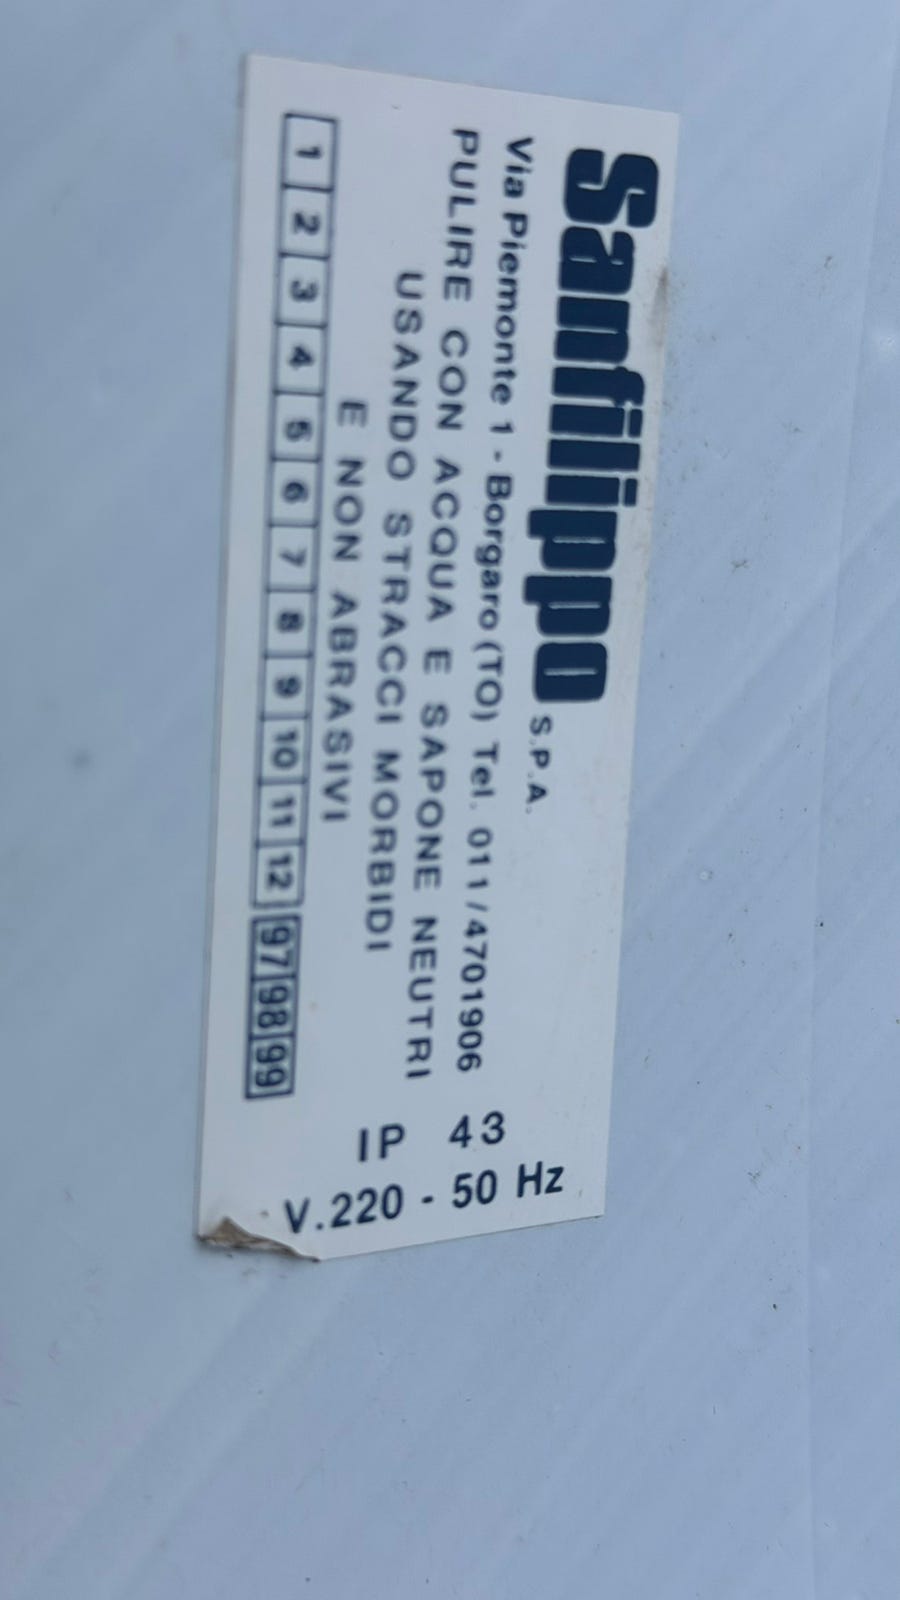 Sanfilippo S.P.A.
Via Piemonte 1 - Borgaro (TO) Tel. 011/4701906
PULIRE CON ACQUA E SAPONE NEUTRI
USANDO STRACCI MORBIDI
E NON ABRASIVI
1 2 3 4 5 6 7 8 9 10 11 12 97 98 99
IP 43
V.220 - 50 Hz